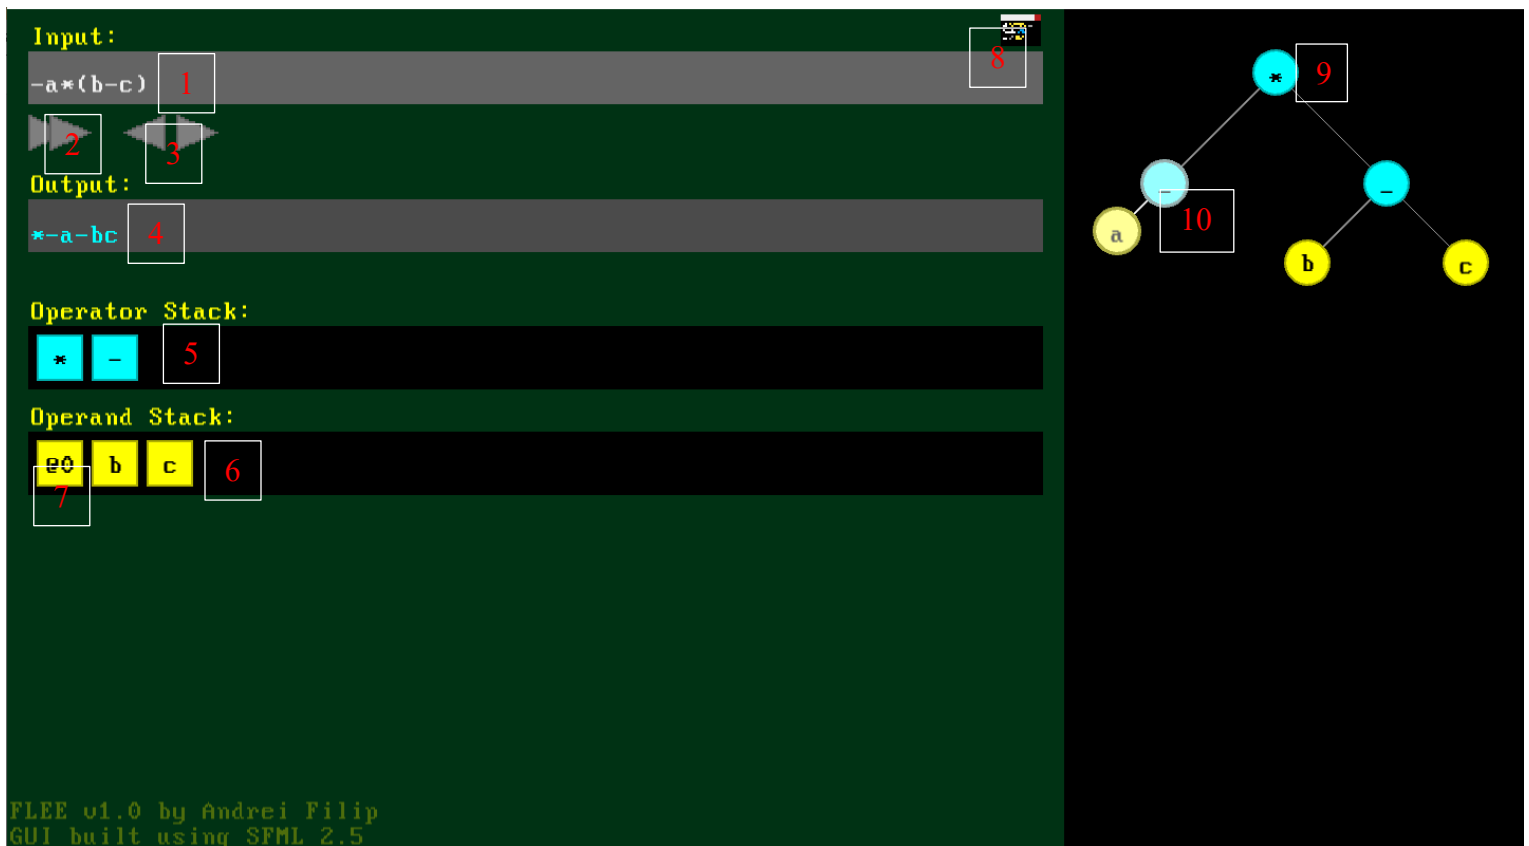 Input:
8
-a*(b-c) 1
2 3
Output:
*-a-bc 4
Operator Stack:
* - 5
Operand Stack:
@0 b c 6
7
FLEE v1.0 by Andrei Filip
GUI built using SFML 2.5
* 9
- -
10
a
b c